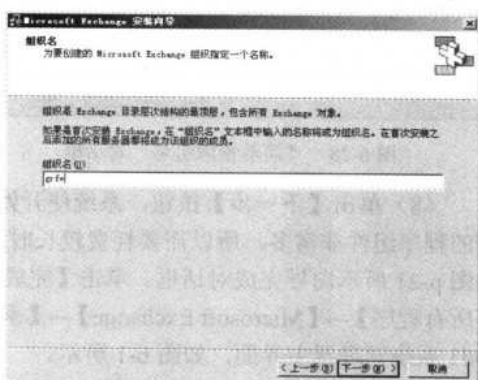 Microsoft Exchange 安装向导
组织名
为要创建的 Microsoft Exchange 组织指定一个名称。
组织是 Exchange 目录层次结构的最顶层，包含所有 Exchange 对象。
如果是首次安装 Exchange，在“组织名”文本框中输入的名称将成为组织名。在首次安装之
后添加的所有服务器都将成为该组织的成员。
组织名(O):
grfw
<上一步(B) 下一步(N)> 取消